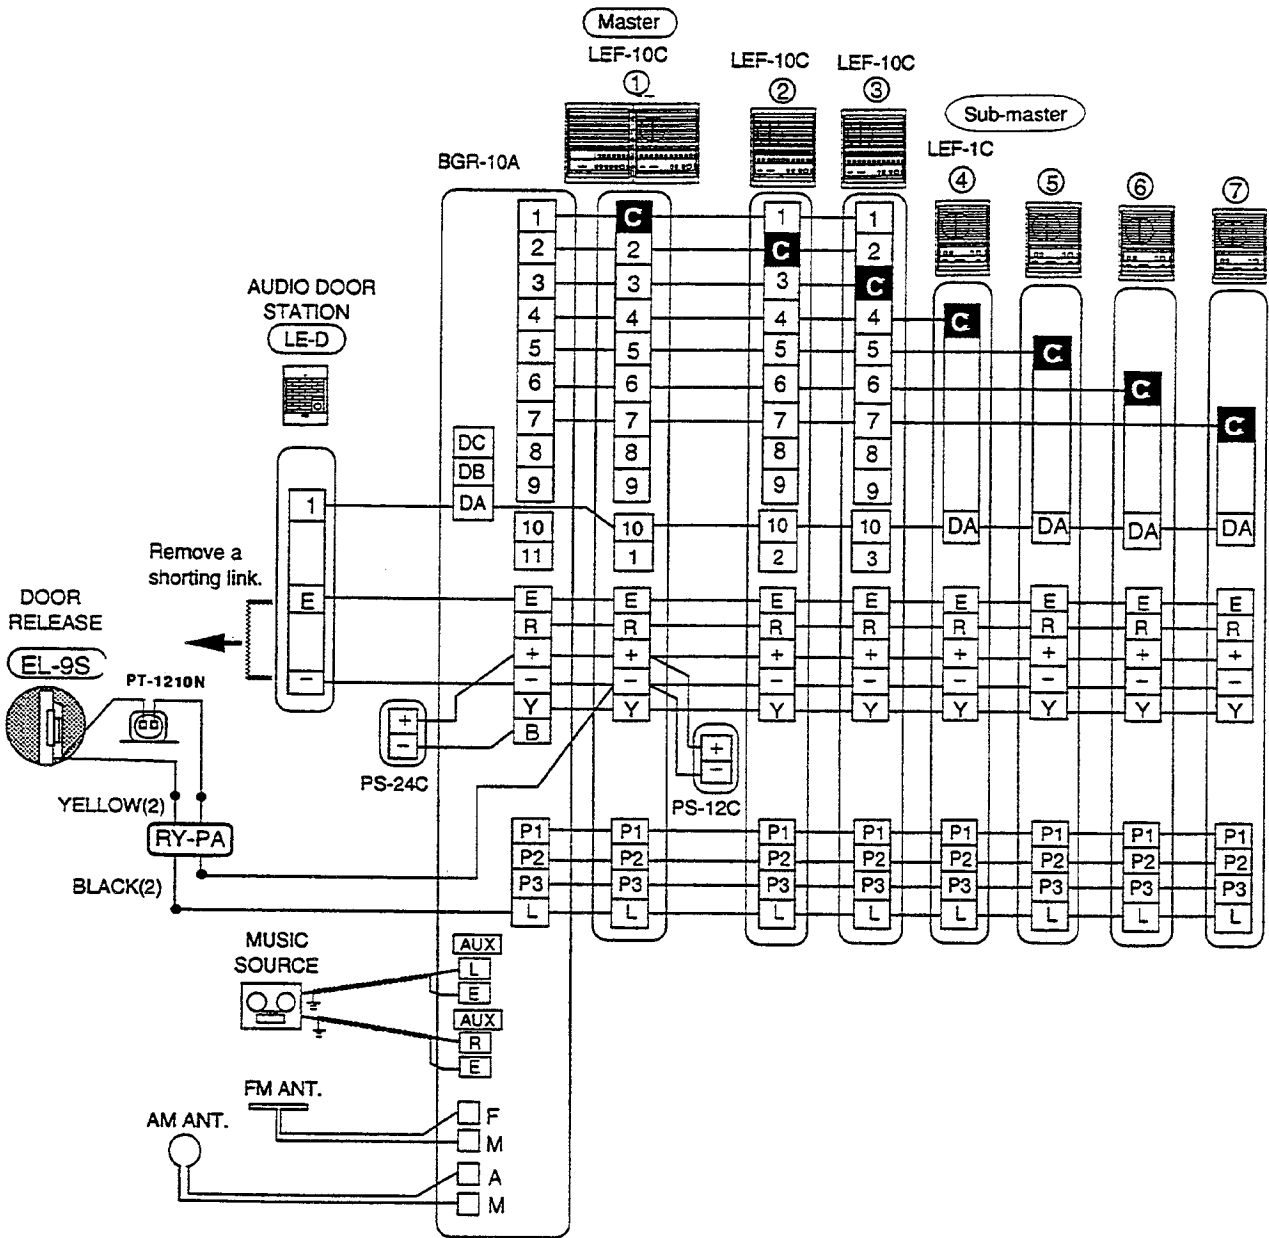 Master
LEF-10C
①
LEF-10C
②
LEF-10C
③
Sub-master
LEF-1C
④
⑤
⑥
⑦
BGR-10A
AUDIO DOOR
STATION
LE-D
1 C 1 1
2 2 C 2
3 3 3 C
4 4 4 4 C
5 5 5 5 C
6 6 6 6 C
7 7 7 7 C
DC
8 8 8 8
DB
9 9 9 9
1 DA
10 10 10 10 DA DA DA DA
11 1 2 3
Remove a
shorting link.
DOOR
RELEASE
EL-9S
PT-1210N
E E E E E E E E E
R R R R R R R R
+ + + + + + + +
− − − − − − − − −
Y Y Y Y Y Y Y Y
B
+
−
PS-24C
+
−
PS-12C
YELLOW(2)
RY-PA
BLACK(2)
P1 P1 P1 P1 P1 P1 P1 P1
P2 P2 P2 P2 P2 P2 P2 P2
P3 P3 P3 P3 P3 P3 P3 P3
L L L L L L L L
MUSIC
SOURCE
AUX
L
E
AUX
R
E
FM ANT.
F
M
AM ANT.
A
M